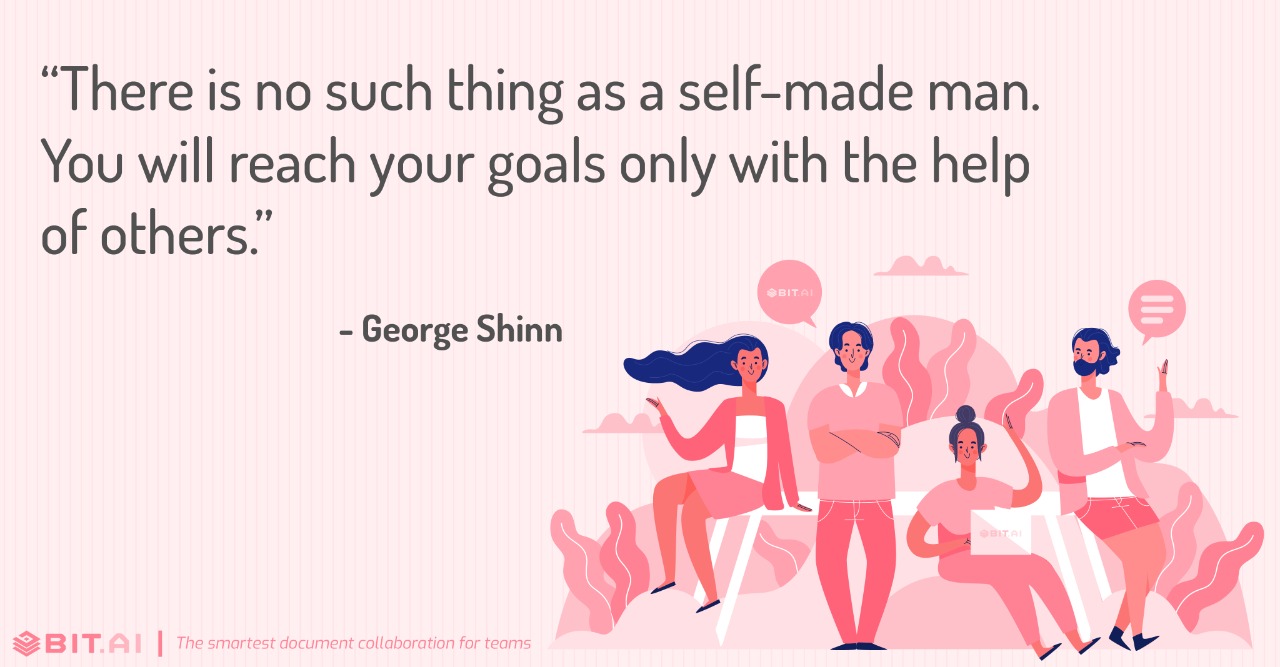 “There is no such thing as a self-made man.
You will reach your goals only with the help
of others.”
- George Shinn
BIT.AI
BIT.AI
BIT.AI | The smartest document collaboration for teams